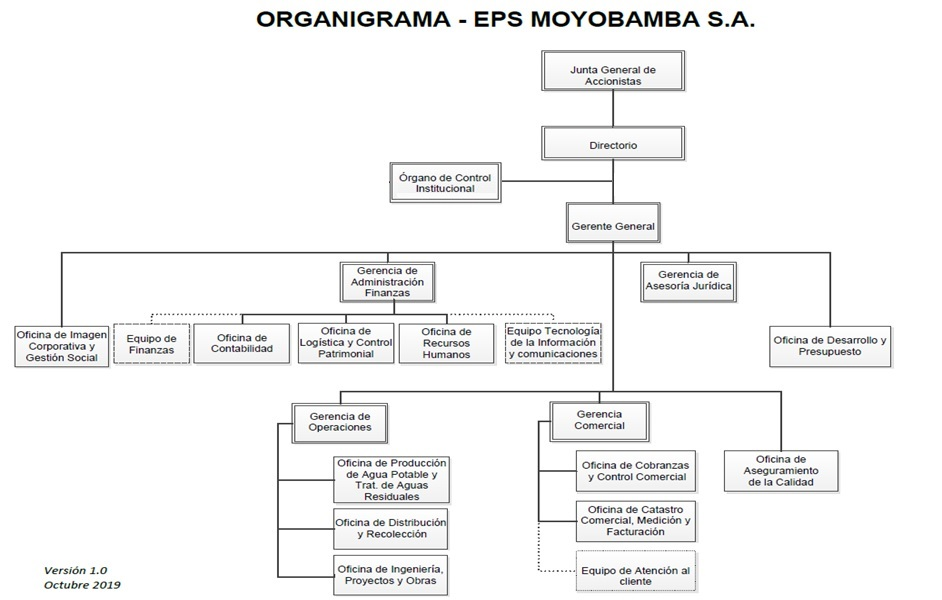 ORGANIGRAMA - EPS MOYOBAMBA S.A.
Junta General de
Accionistas
Directorio
Órgano de Control
Institucional
Gerente General
Gerencia de
Administración
Finanzas
Gerencia de
Asesoría Jurídica
Oficina de Imagen
Corporativa y
Gestión Social
Equipo de
Finanzas
Oficina de
Contabilidad
Oficina de
Logística y Control
Patrimonial
Oficina de
Recursos
Humanos
Equipo Tecnología
de la Información
y comunicaciones
Oficina de Desarrollo y
Presupuesto
Gerencia de
Operaciones
Gerencia
Comercial
Oficina de Producción
de Agua Potable y
Trat. de Aguas
Residuales
Oficina de Cobranzas
y Control Comercial
Oficina de
Aseguramiento
de la Calidad
Oficina de Distribución
y Recolección
Oficina de Catastro
Comercial, Medición y
Facturación
Oficina de Ingeniería,
Proyectos y Obras
Equipo de Atención al
cliente
Versión 1.0
Octubre 2019